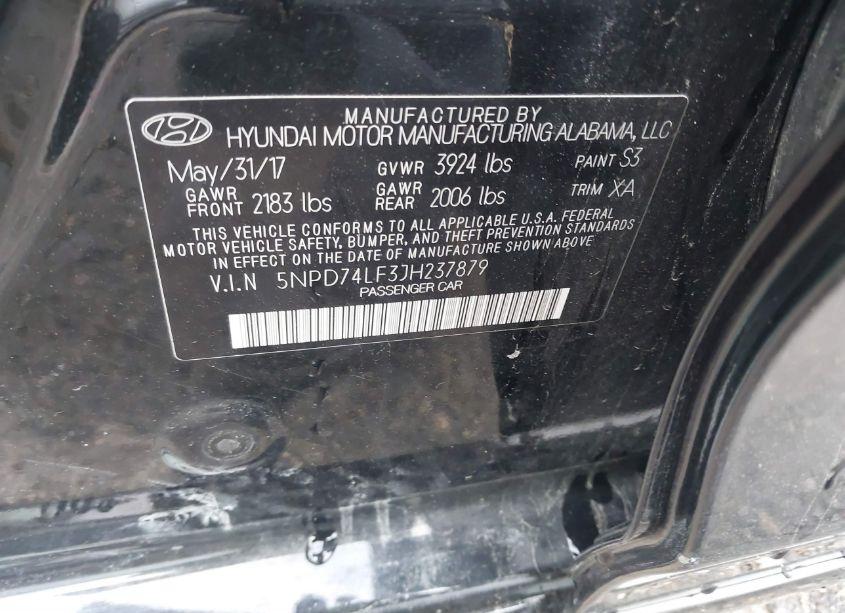 MANUFACTURED BY
HYUNDAI MOTOR MANUFACTURING ALABAMA, LLC
May/31/17 GVWR 3924 lbs PAINT S3
GAWR FRONT 2183 lbs GAWR REAR 2006 lbs TRIM XA
THIS VEHICLE CONFORMS TO ALL APPLICABLE U.S.A. FEDERAL
MOTOR VEHICLE SAFETY, BUMPER, AND THEFT PREVENTION STANDARDS
IN EFFECT ON THE DATE OF MANUFACTURE SHOWN ABOVE.
V.I.N 5NPD74LF3JH237879
PASSENGER CAR